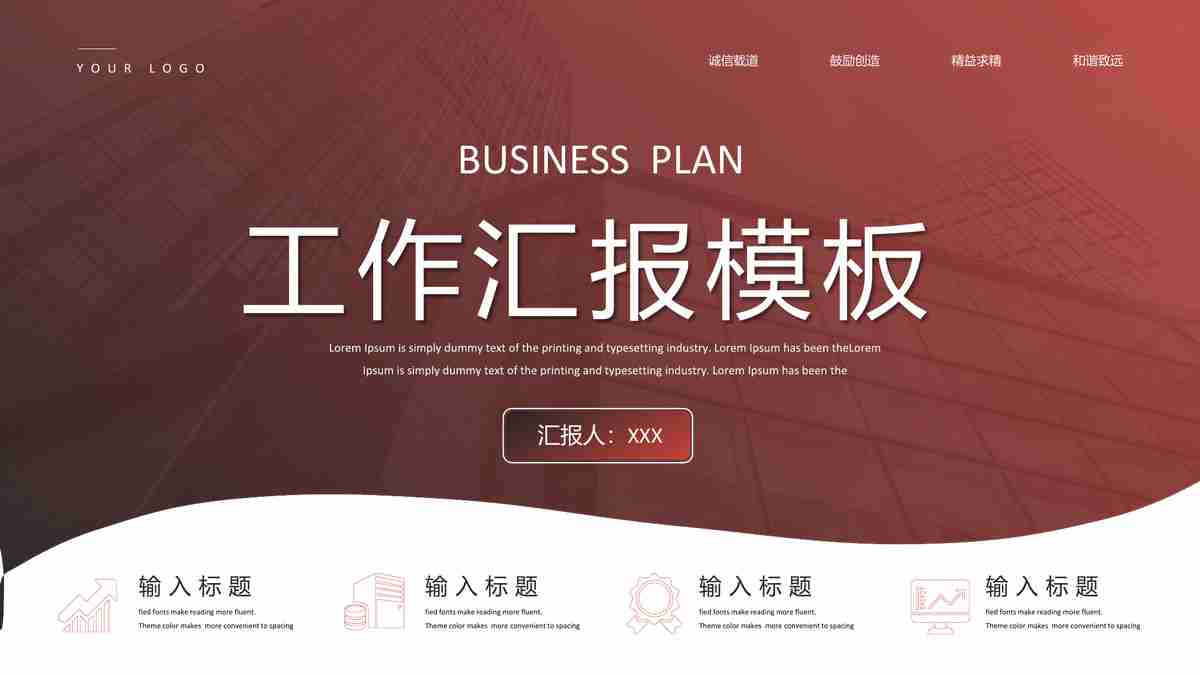 YOUR LOGO
诚信载道 鼓励创造 精益求精 和谐致远
BUSINESS PLAN
工作汇报模板
Lorem Ipsum is simply dummy text of the printing and typesetting industry. Lorem Ipsum has been theLorem
Ipsum is simply dummy text of the printing and typesetting industry. Lorem Ipsum has been the
汇报人：XXX
输入标题
fied fonts make reading more fluent.
Theme color makes more convenient to spacing
输入标题
fied fonts make reading more fluent.
Theme color makes more convenient to spacing
输入标题
fied fonts make reading more fluent.
Theme color makes more convenient to spacing
输入标题
fied fonts make reading more fluent.
Theme color makes more convenient to spacing